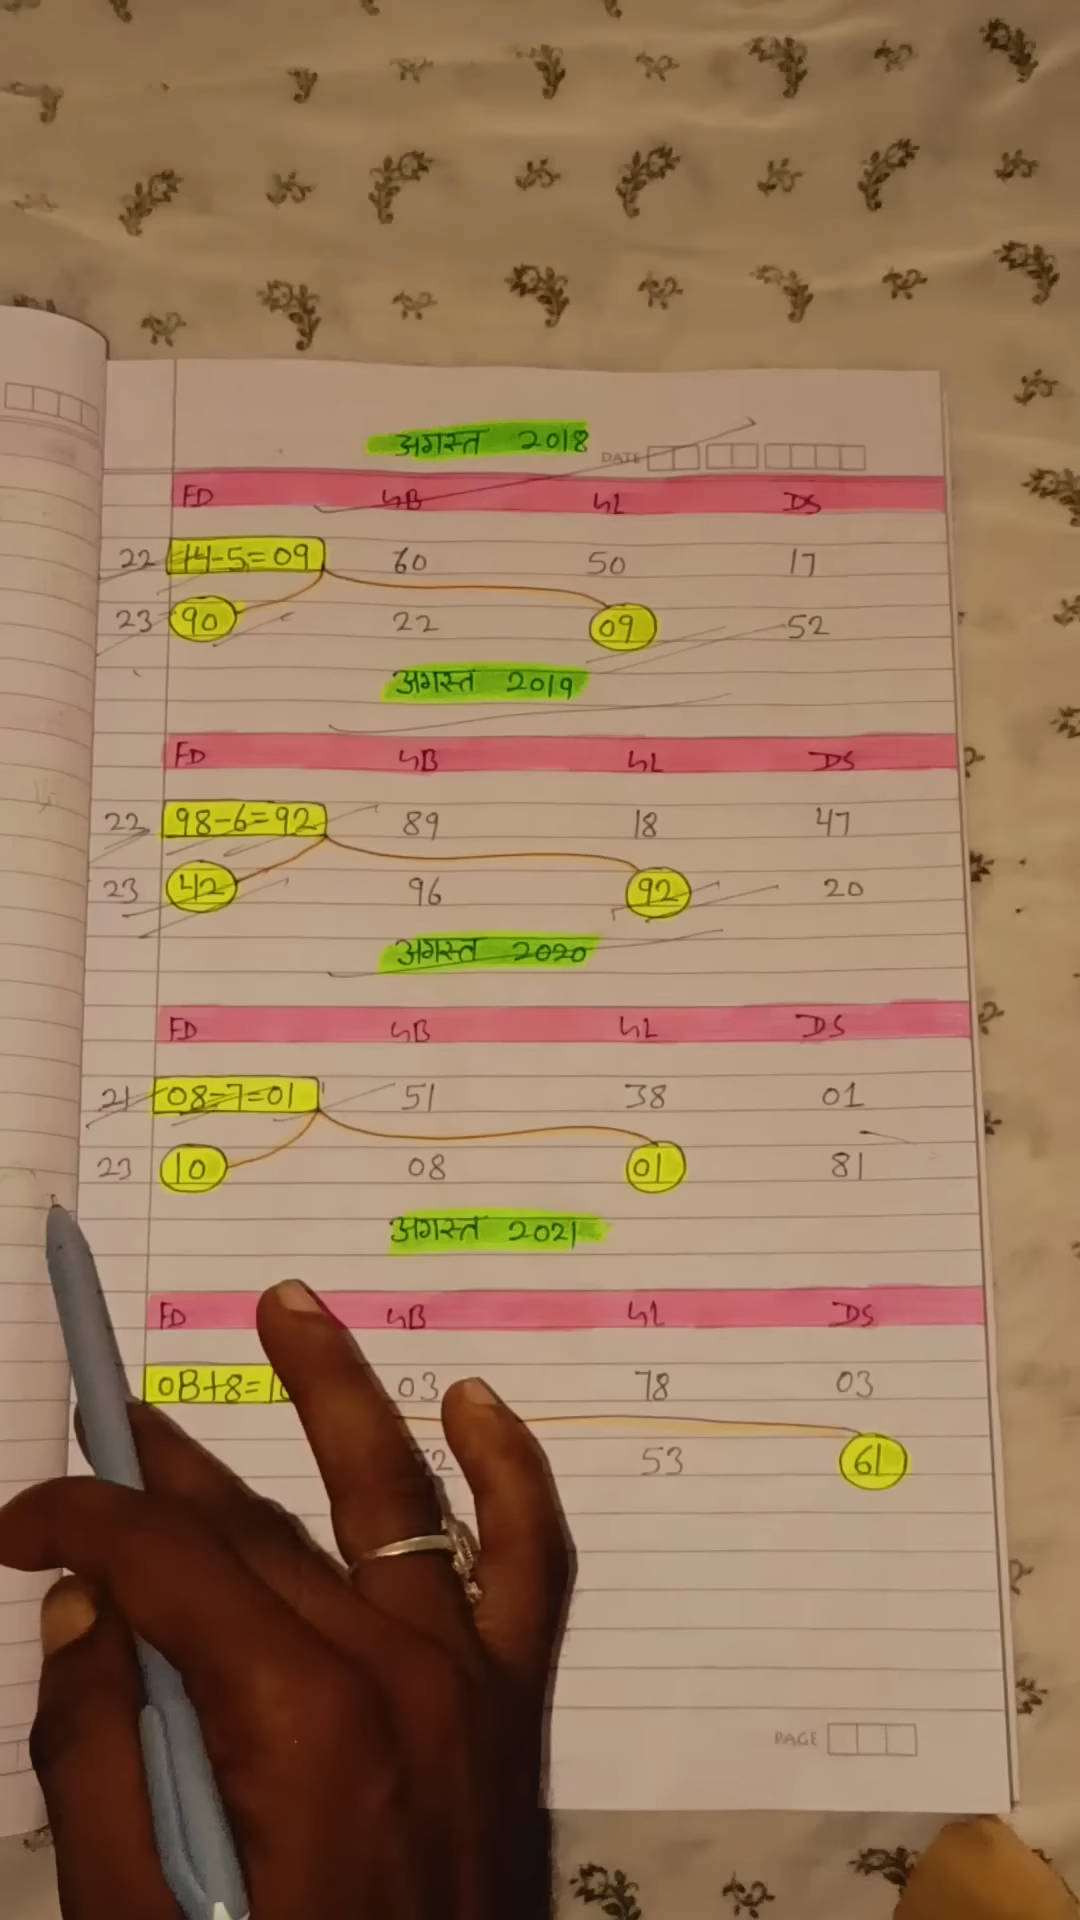 अगस्त 2018
DATE
FD GB GL DS
22 14-5=09 60 50 17
23 90 22 09 52
अगस्त 2019
FD GB GL DS
22 98-6=92 89 18 47
23 42 96 92 20
अगस्त 2020
FD GB GL DS
21 08-7=01 51 38 01
23 10 08 01 81
अगस्त 2021
FD GB GL DS
08+8=1 03 78 03
53 61
PAGE